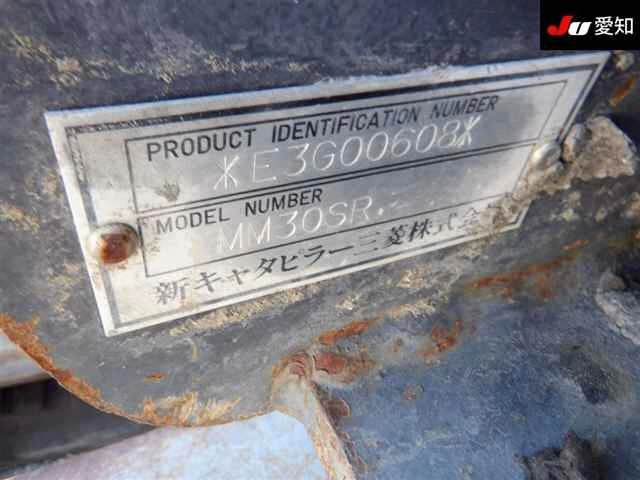 JU 愛知
PRODUCT IDENTIFICATION NUMBER
*E3G00608*
MODEL NUMBER
MM30SR
新キャタピラー三菱株式会